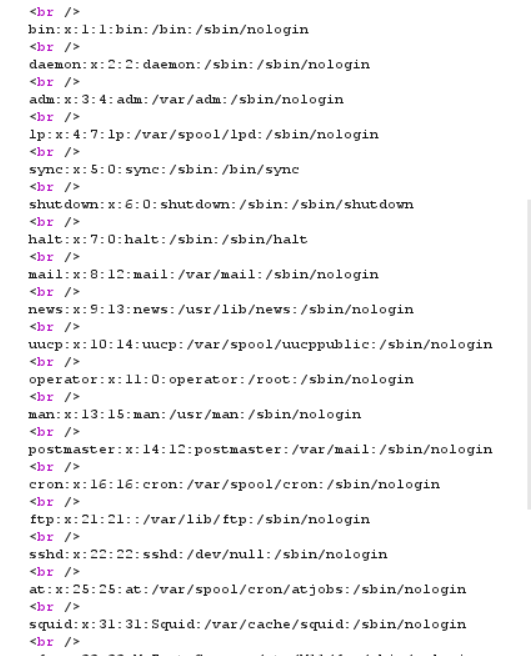 <br />
bin:x:1:1:bin:/bin:/sbin/nologin
<br />
daemon:x:2:2:daemon:/sbin:/sbin/nologin
<br />
adm:x:3:4:adm:/var/adm:/sbin/nologin
<br />
lp:x:4:7:lp:/var/spool/lpd:/sbin/nologin
<br />
sync:x:5:0:sync:/sbin:/bin/sync
<br />
shutdown:x:6:0:shutdown:/sbin:/sbin/shutdown
<br />
halt:x:7:0:halt:/sbin:/sbin/halt
<br />
mail:x:8:12:mail:/var/mail:/sbin/nologin
<br />
news:x:9:13:news:/usr/lib/news:/sbin/nologin
<br />
uucp:x:10:14:uucp:/var/spool/uucppublic:/sbin/nologin
<br />
operator:x:11:0:operator:/root:/sbin/nologin
<br />
man:x:13:15:man:/usr/man:/sbin/nologin
<br />
postmaster:x:14:12:postmaster:/var/mail:/sbin/nologin
<br />
cron:x:16:16:cron:/var/spool/cron:/sbin/nologin
<br />
ftp:x:21:21::/var/lib/ftp:/sbin/nologin
<br />
sshd:x:22:22:sshd:/dev/null:/sbin/nologin
<br />
at:x:25:25:at:/var/spool/cron/atjobs:/sbin/nologin
<br />
squid:x:31:31:Squid:/var/cache/squid:/sbin/nologin
<br />